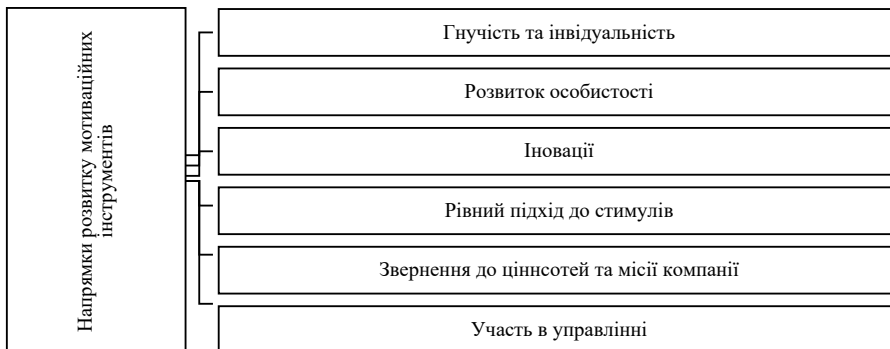 Напрямки розвитку мотиваційних
інструментів
Гнучість та інвідуальність
Розвиток особистості
Іновації
Рівний підхід до стимулів
Звернення до ціннсотей та місії компанії
Участь в управлінні